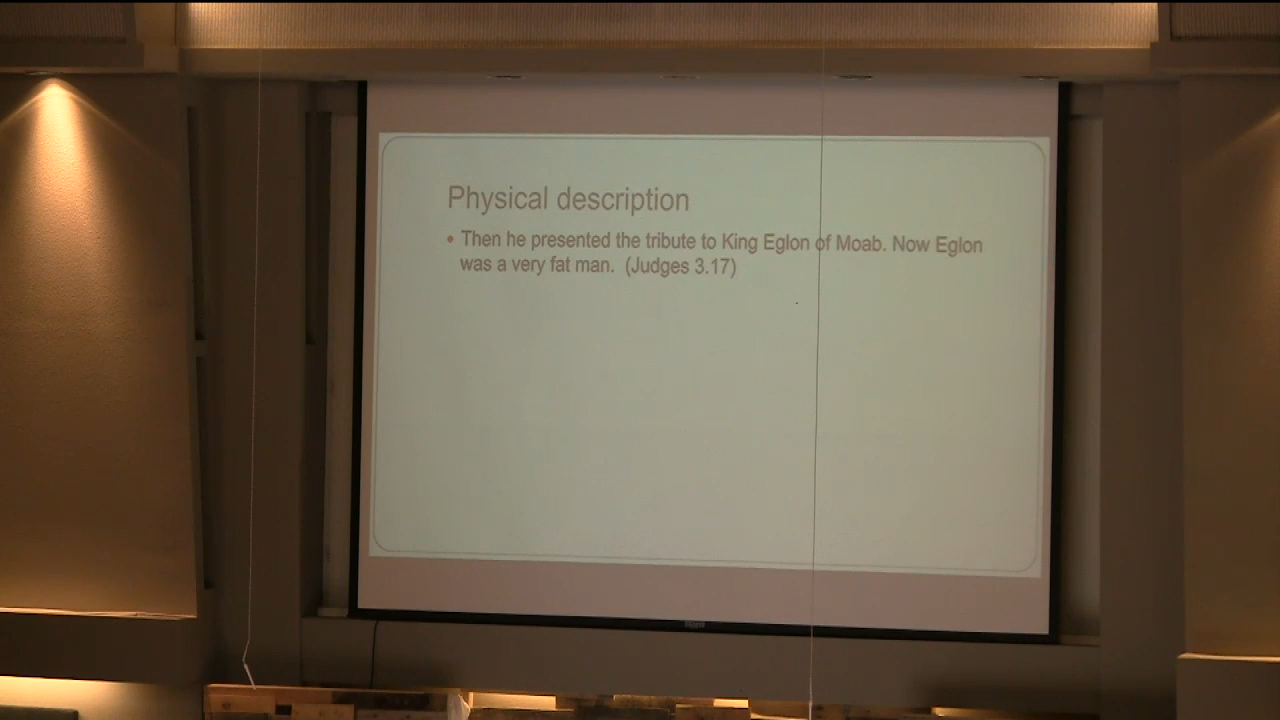 Physical description
• Then he presented the tribute to King Eglon of Moab. Now Eglon
was a very fat man. (Judges 3.17)